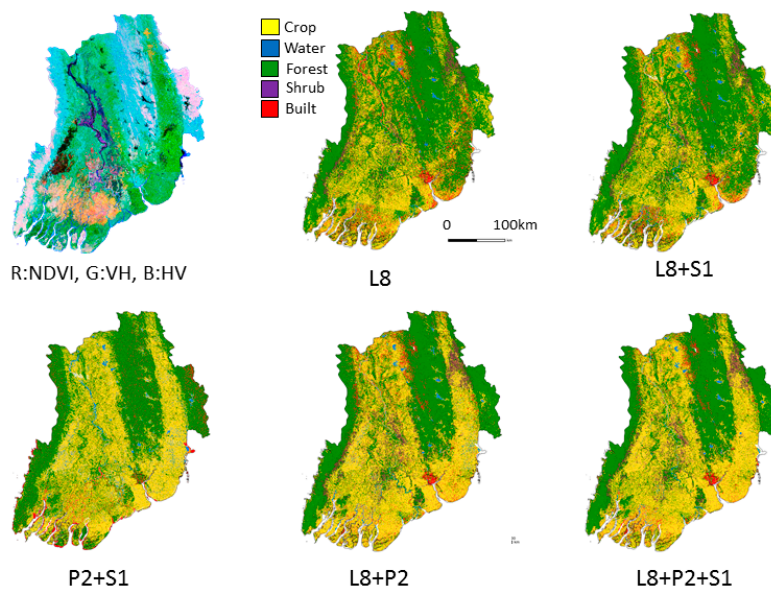 Crop
Water
Forest
Shrub
Built
0 100km
R:NDVI, G:VH, B:HV
L8
L8+S1
P2+S1
L8+P2
L8+P2+S1